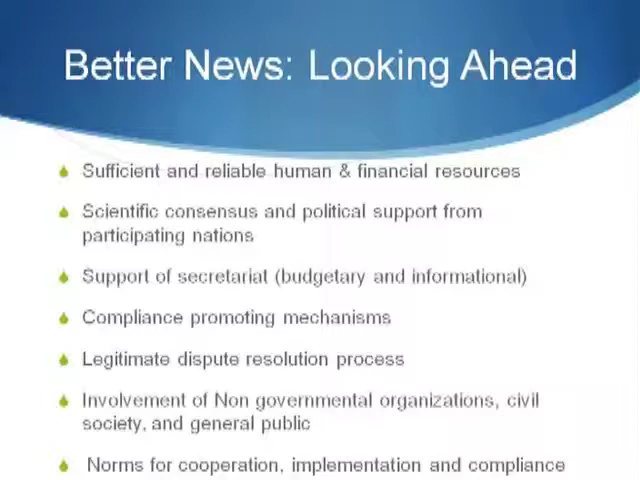 Better News: Looking Ahead
Sufficient and reliable human & financial resources
Scientific consensus and political support from
participating nations
Support of secretariat (budgetary and informational)
Compliance promoting mechanisms
Legitimate dispute resolution process
Involvement of Non governmental organizations, civil
society, and general public
Norms for cooperation, implementation and compliance